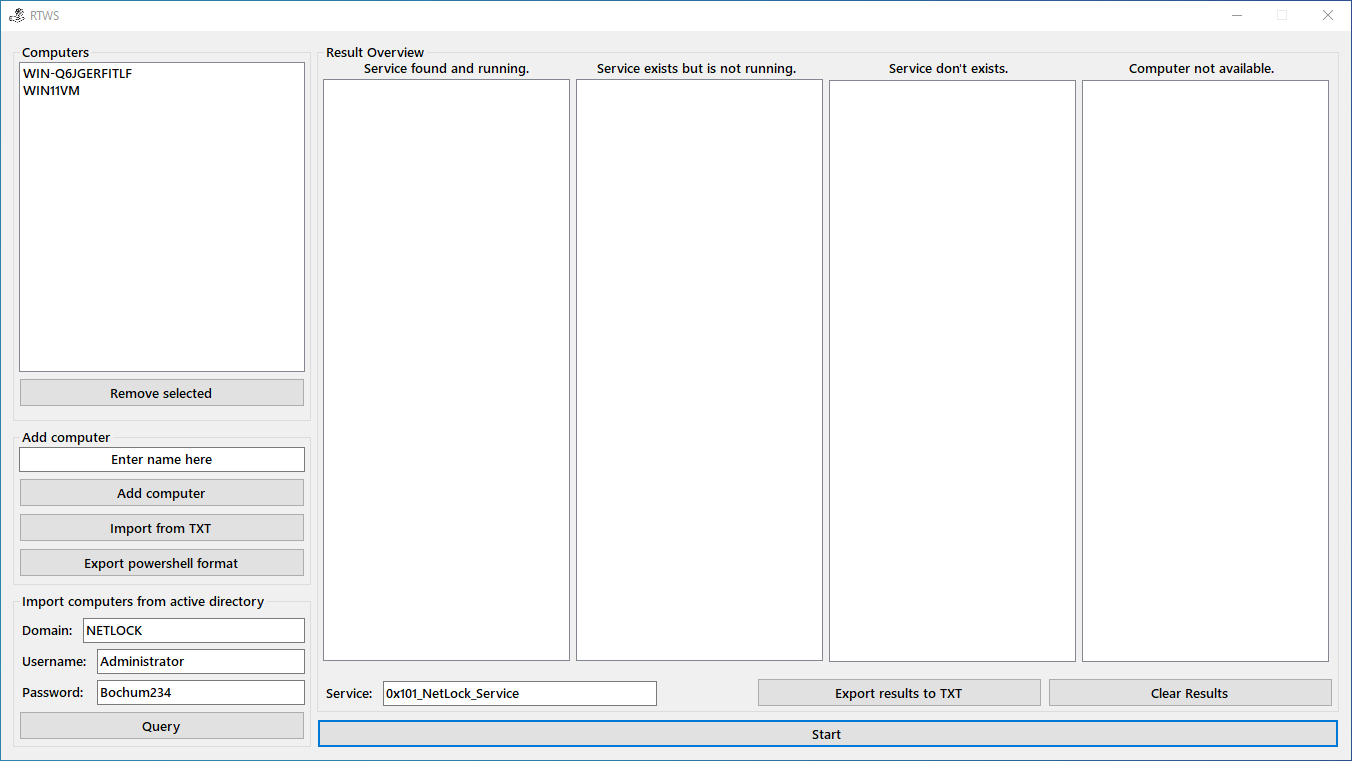 RTWS
Computers
WIN-Q6JGERFITLF
WIN11VM
Remove selected
Add computer
Enter name here
Add computer
Import from TXT
Export powershell format
Import computers from active directory
Domain: NETLOCK
Username: Administrator
Password: Bochum234
Query
Result Overview
Service found and running.
Service exists but is not running.
Service don't exists.
Computer not available.
Service: 0x101_NetLock_Service
Export results to TXT
Clear Results
Start